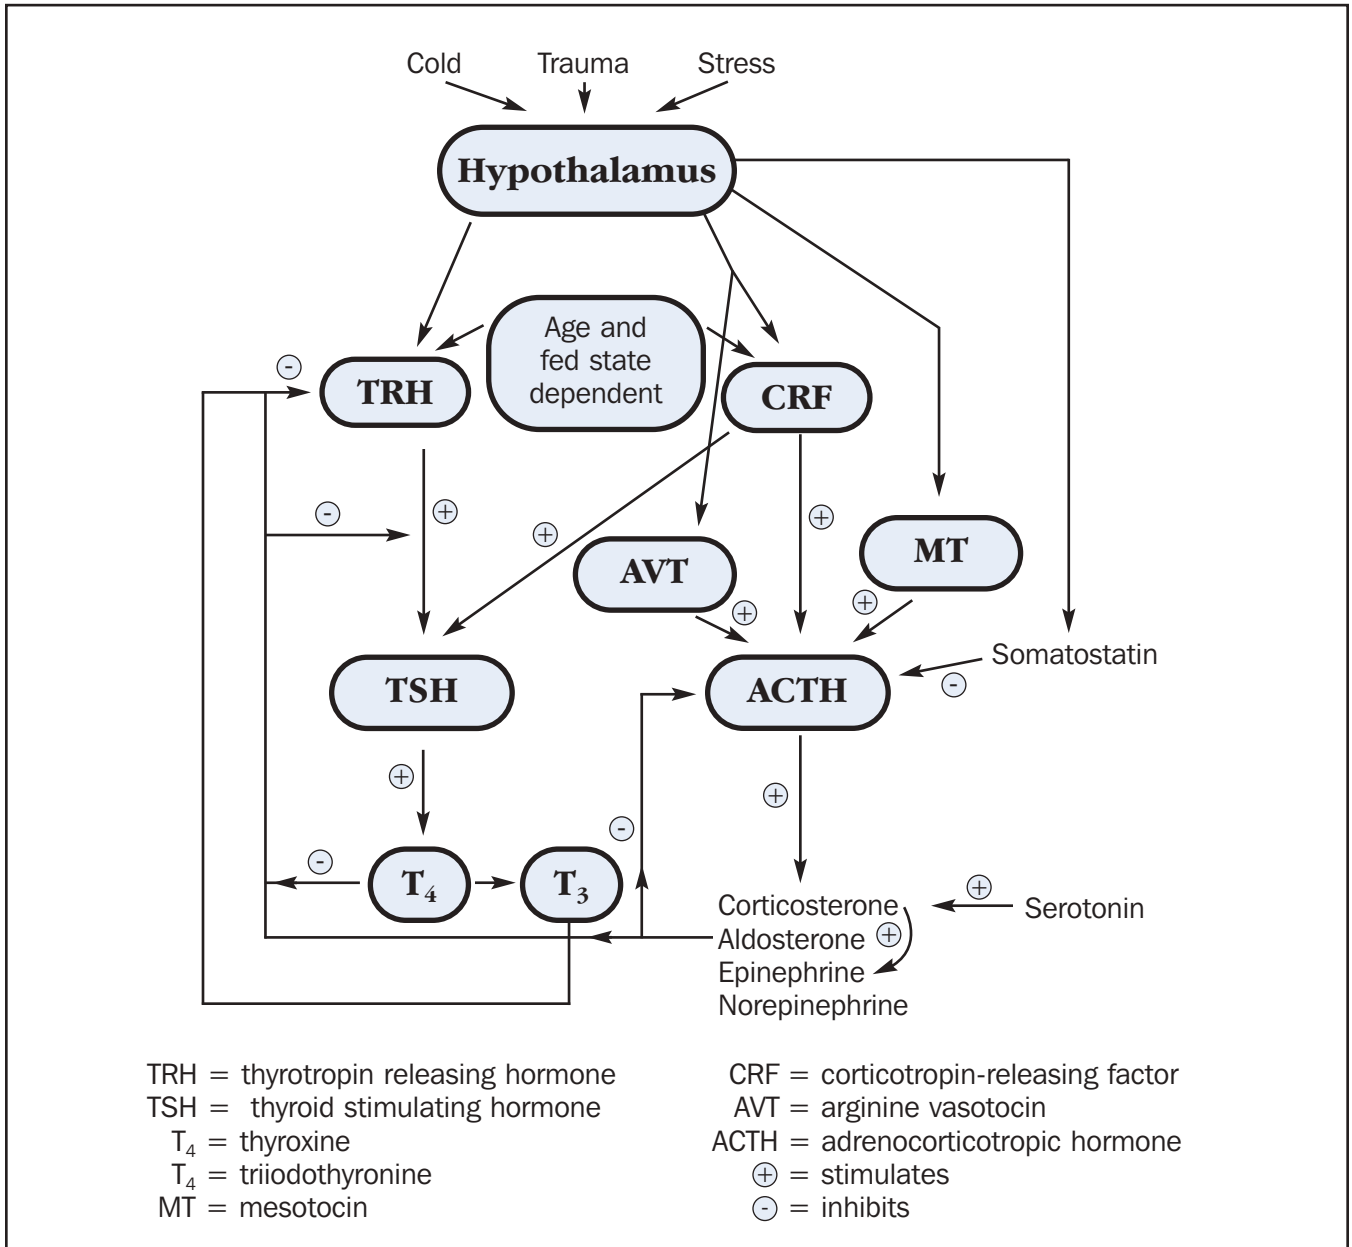 Cold Trauma Stress
Hypothalamus
Age and
fed state
dependent
-
TRH
CRF
-
+
+
+
AVT
MT
+
+
Somatostatin
-
TSH
ACTH
+
+
-
-
T₄
T₃
Corticosterone
+
Serotonin
Aldosterone +
Epinephrine
Norepinephrine
TRH = thyrotropin releasing hormone
TSH = thyroid stimulating hormone
T₄ = thyroxine
T₄ = triiodothyronine
MT = mesotocin
CRF = corticotropin-releasing factor
AVT = arginine vasotocin
ACTH = adrenocorticotropic hormone
+ = stimulates
- = inhibits